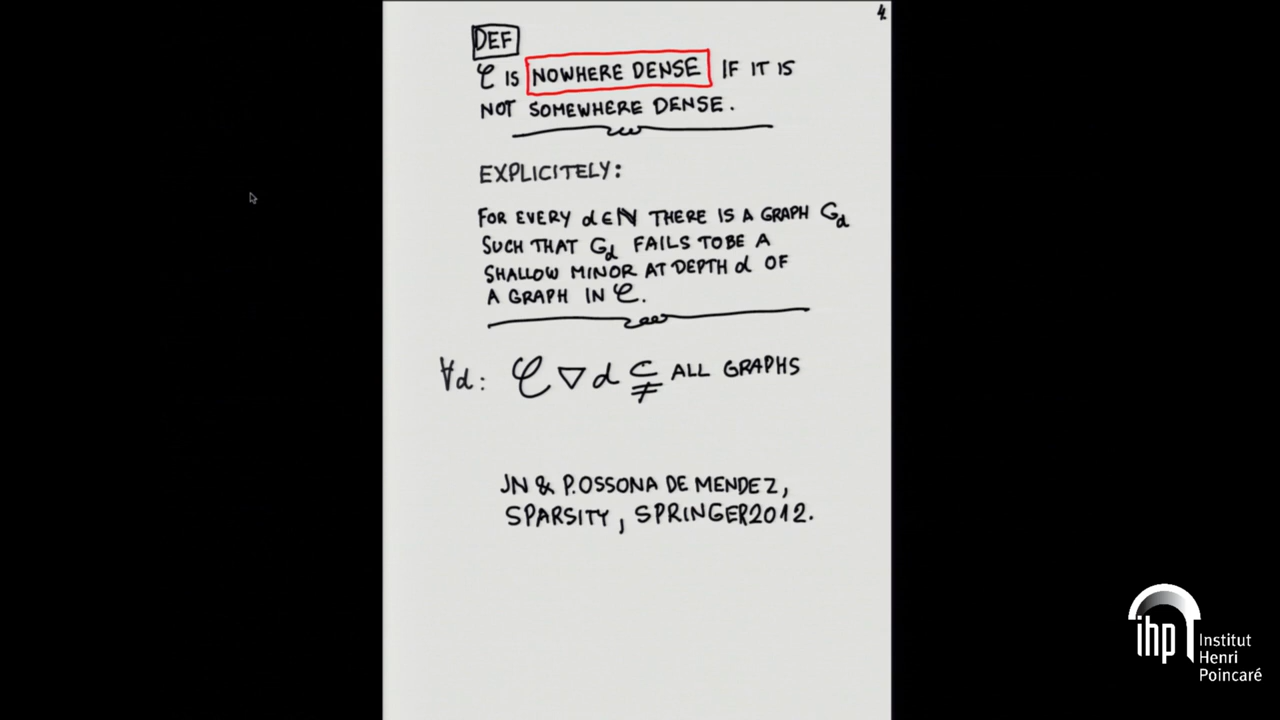 4.
DEF
𝒞 IS NOWHERE DENSE IF IT IS
NOT SOMEWHERE DENSE.
EXPLICITELY:
FOR EVERY d∈ℕ THERE IS A GRAPH G_d
SUCH THAT G_d FAILS TO BE A
SHALLOW MINOR AT DEPTH d OF
A GRAPH IN 𝒞.
∀d: 𝒞 ▽ d ⊊ ALL GRAPHS
JN & P.OSSONA DE MENDEZ,
SPARSITY, SPRINGER 2012.
ihp Institut
Henri
Poincaré